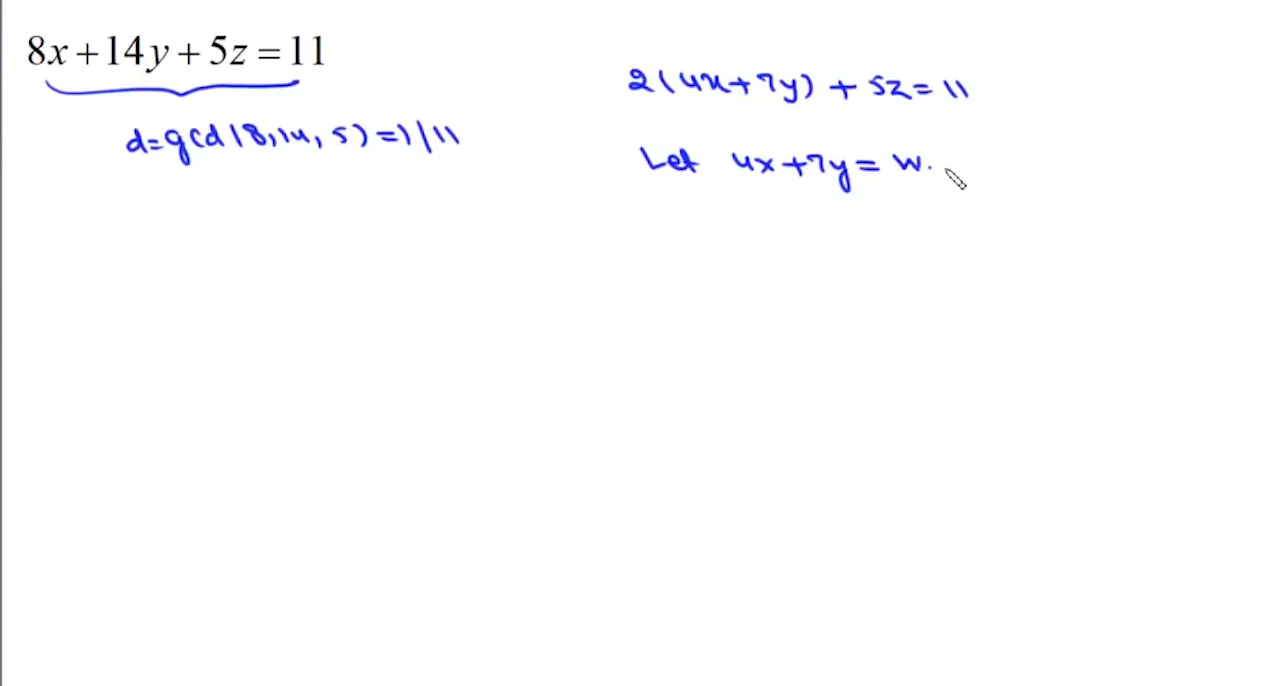 8x + 14y + 5z = 11
d = gcd(8, 14, 5) = 1 | 11
2(4x + 7y) + 5z = 11
Let 4x + 7y = w.